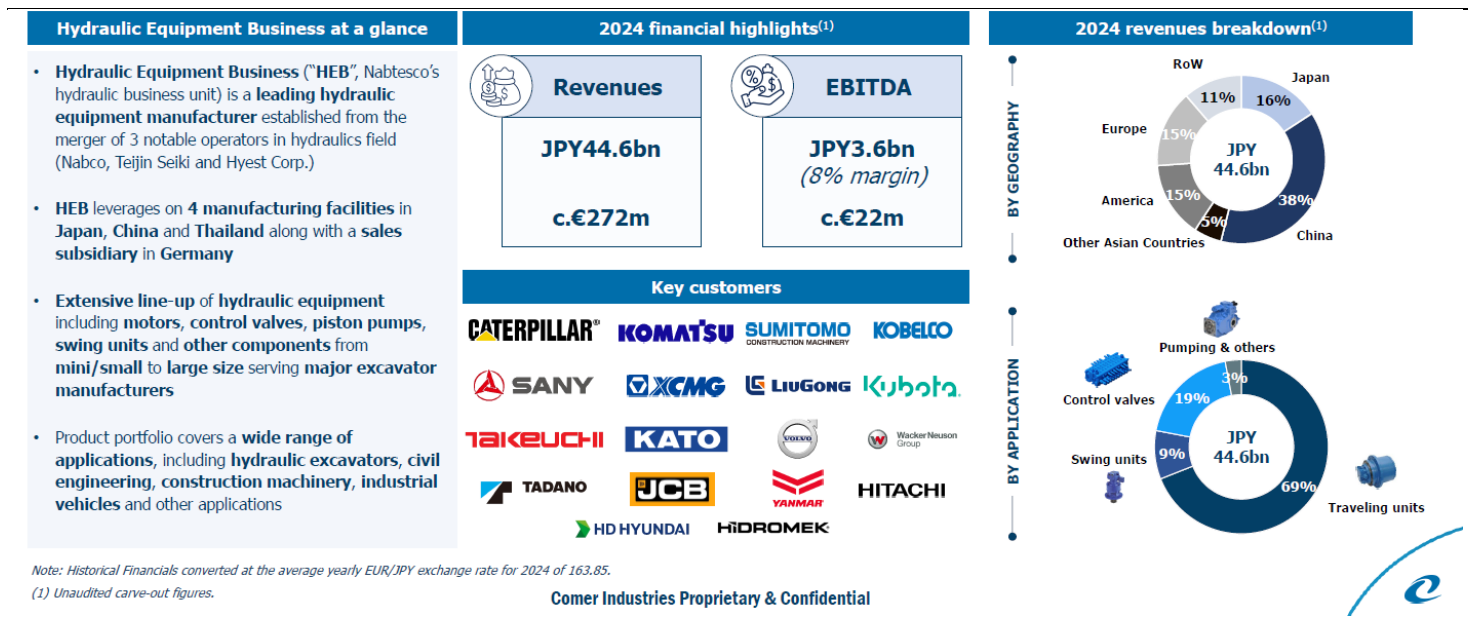 Hydraulic Equipment Business at a glance
• Hydraulic Equipment Business ("HEB", Nabtesco's
hydraulic business unit) is a leading hydraulic
equipment manufacturer established from the
merger of 3 notable operators in hydraulics field
(Nabco, Teijin Seiki and Hyest Corp.)
• HEB leverages on 4 manufacturing facilities in
Japan, China and Thailand along with a sales
subsidiary in Germany
• Extensive line-up of hydraulic equipment
including motors, control valves, piston pumps,
swing units and other components from
mini/small to large size serving major excavator
manufacturers
• Product portfolio covers a wide range of
applications, including hydraulic excavators, civil
engineering, construction machinery, industrial
vehicles and other applications
2024 financial highlights(1)
Revenues
JPY44.6bn
c.€272m
EBITDA
JPY3.6bn
(8% margin)
c.€22m
Key customers
CATERPILLAR® KOMATSU SUMITOMO CONSTRUCTION MACHINERY KOBELCO
SANY XCMG LIUGONG Kubota.
TAKEUCHI KATO VOLVO Wacker Neuson Group
TADANO JCB YANMAR HITACHI
HD HYUNDAI HiDROMEK
2024 revenues breakdown(1)
BY GEOGRAPHY
RoW
11%
Japan
16%
Europe
15%
JPY
44.6bn
America
15%
38%
China
5%
Other Asian Countries
BY APPLICATION
Pumping & others
3%
Control valves
19%
Swing units
9%
JPY
44.6bn
69%
Traveling units
Note: Historical Financials converted at the average yearly EUR/JPY exchange rate for 2024 of 163.85.
(1) Unaudited carve-out figures.
Comer Industries Proprietary & Confidential